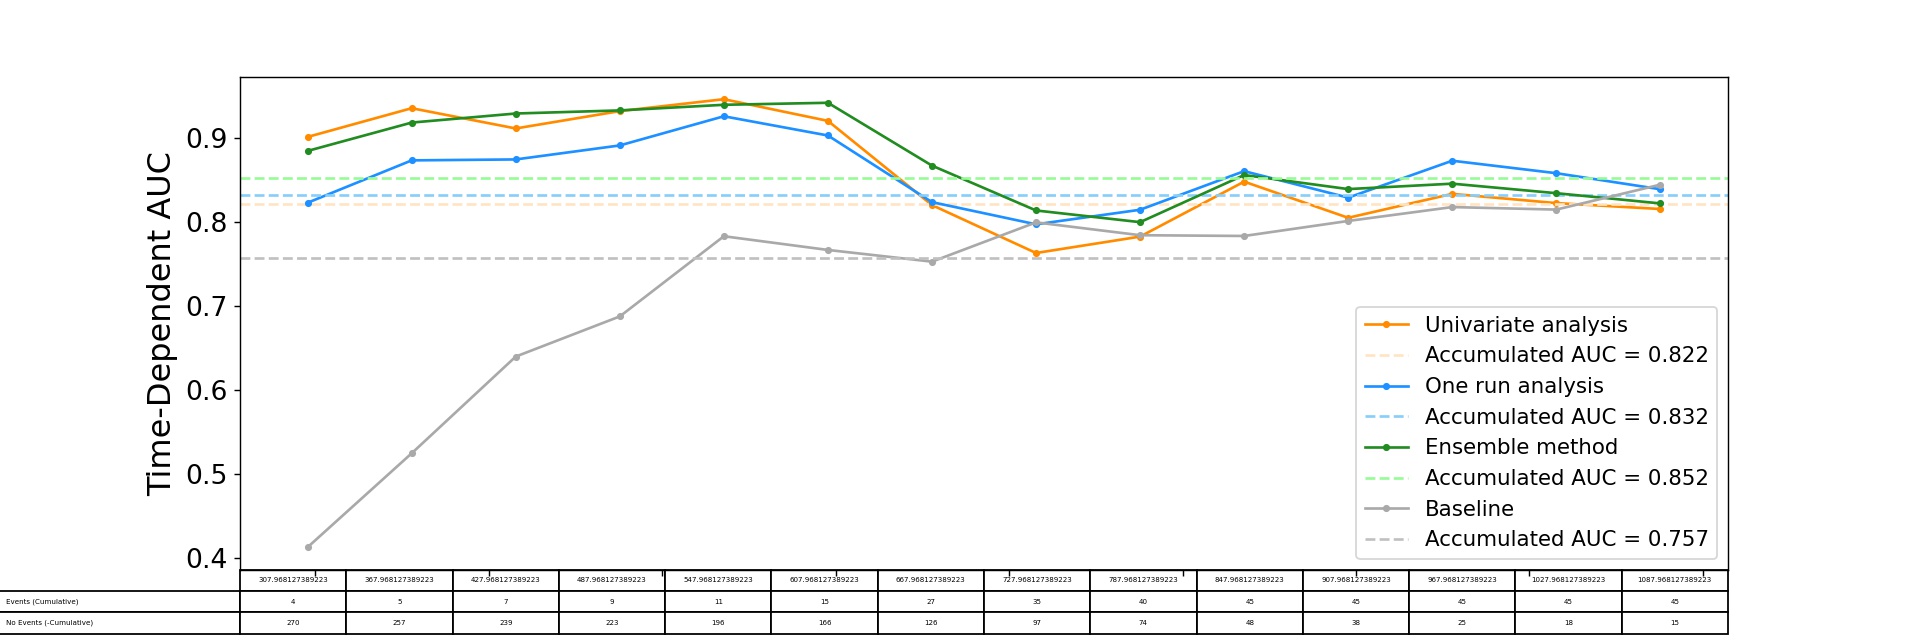 Time-Dependent AUC
0.9
0.8
0.7
0.6
0.5
0.4
Univariate analysis
Accumulated AUC = 0.822
One run analysis
Accumulated AUC = 0.832
Ensemble method
Accumulated AUC = 0.852
Baseline
Accumulated AUC = 0.757
307.968127389223 367.968127389223 427.968127389223 487.968127389223 547.968127389223 607.968127389223 667.968127389223 727.968127389223 787.968127389223 847.968127389223 907.968127389223 967.968127389223 1027.968127389223 1087.968127389223
Events (Cumulative) 4 5 7 9 11 15 27 35 40 45 45 45 45 45
No Events (-Cumulative) 270 257 239 223 196 166 126 97 74 48 38 25 18 15